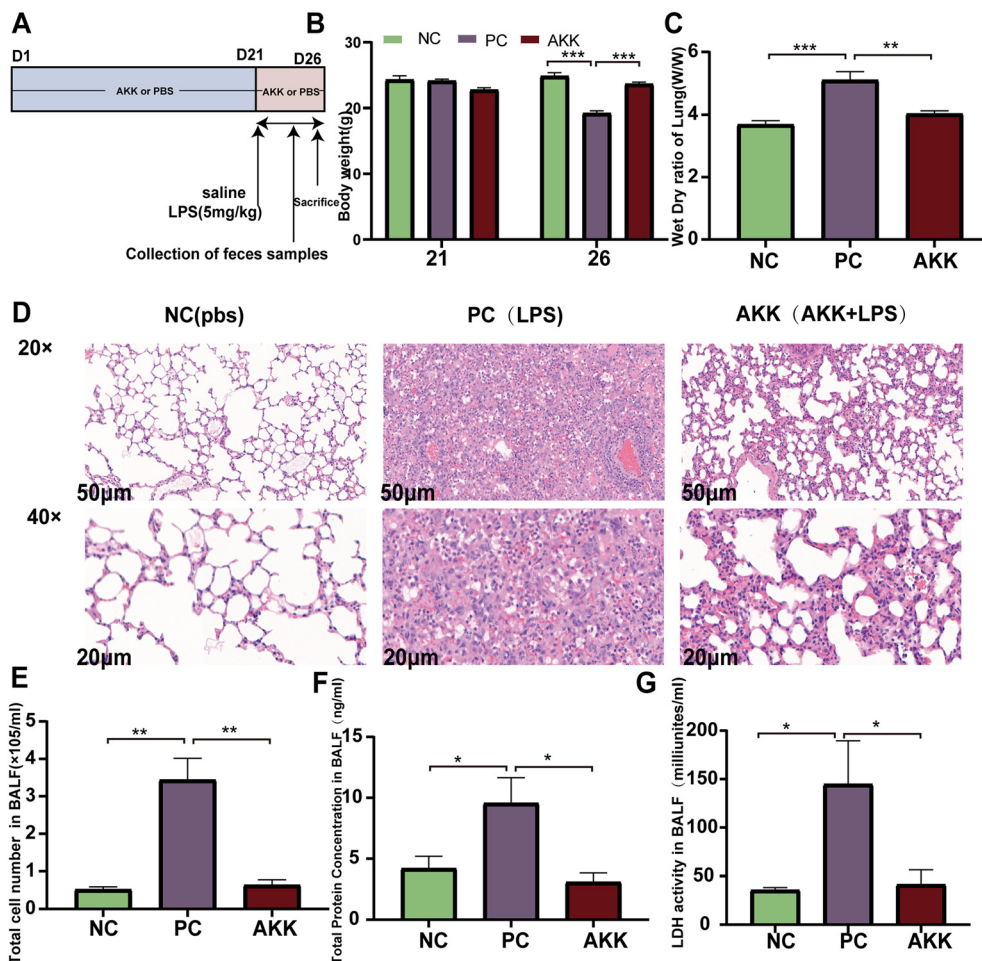 A
D1
D21
D26
AKK or PBS
AKK or PBS
saline
LPS(5mg/kg)
Sacrifice
Collection of feces samples
B
NC
PC
AKK
Body weight(g)
30
20
10
0
***
***
21
26
C
Wet Dry ratio of Lung(W/W)
6
4
2
0
***
**
NC
PC
AKK
D
NC(pbs)
PC（LPS)
AKK（AKK+LPS）
20×
50μm
50μm
50μm
40×
20μm
20μm
20μm
E
Total cell number in BALF(×105/ml)
5
4
3
2
1
0
**
**
NC
PC
AKK
F
Total Protein Concentration in BALF（ng/ml)
15
10
5
0
*
*
NC
PC
AKK
G
LDH activity in BALF（milliunites/ml)
200
150
100
50
0
*
*
NC
PC
AKK